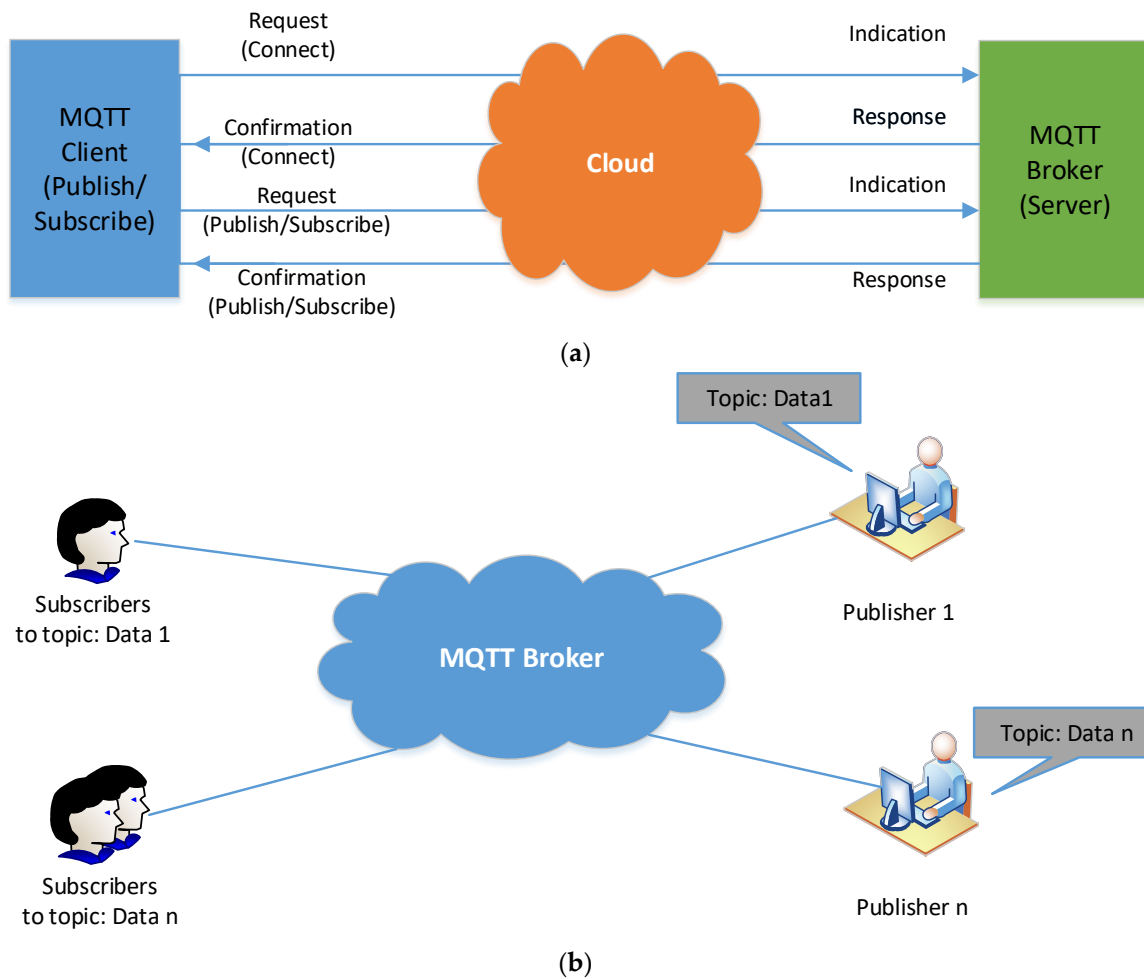 Request
(Connect)
Indication
MQTT
Client
(Publish/
Subscribe)
Confirmation
(Connect)
Response
Cloud
MQTT
Broker
(Server)
Request
(Publish/Subscribe)
Indication
Confirmation
(Publish/Subscribe)
Response
(a)
Topic: Data1
Subscribers
to topic: Data 1
Publisher 1
MQTT Broker
Topic: Data n
Subscribers
to topic: Data n
Publisher n
(b)